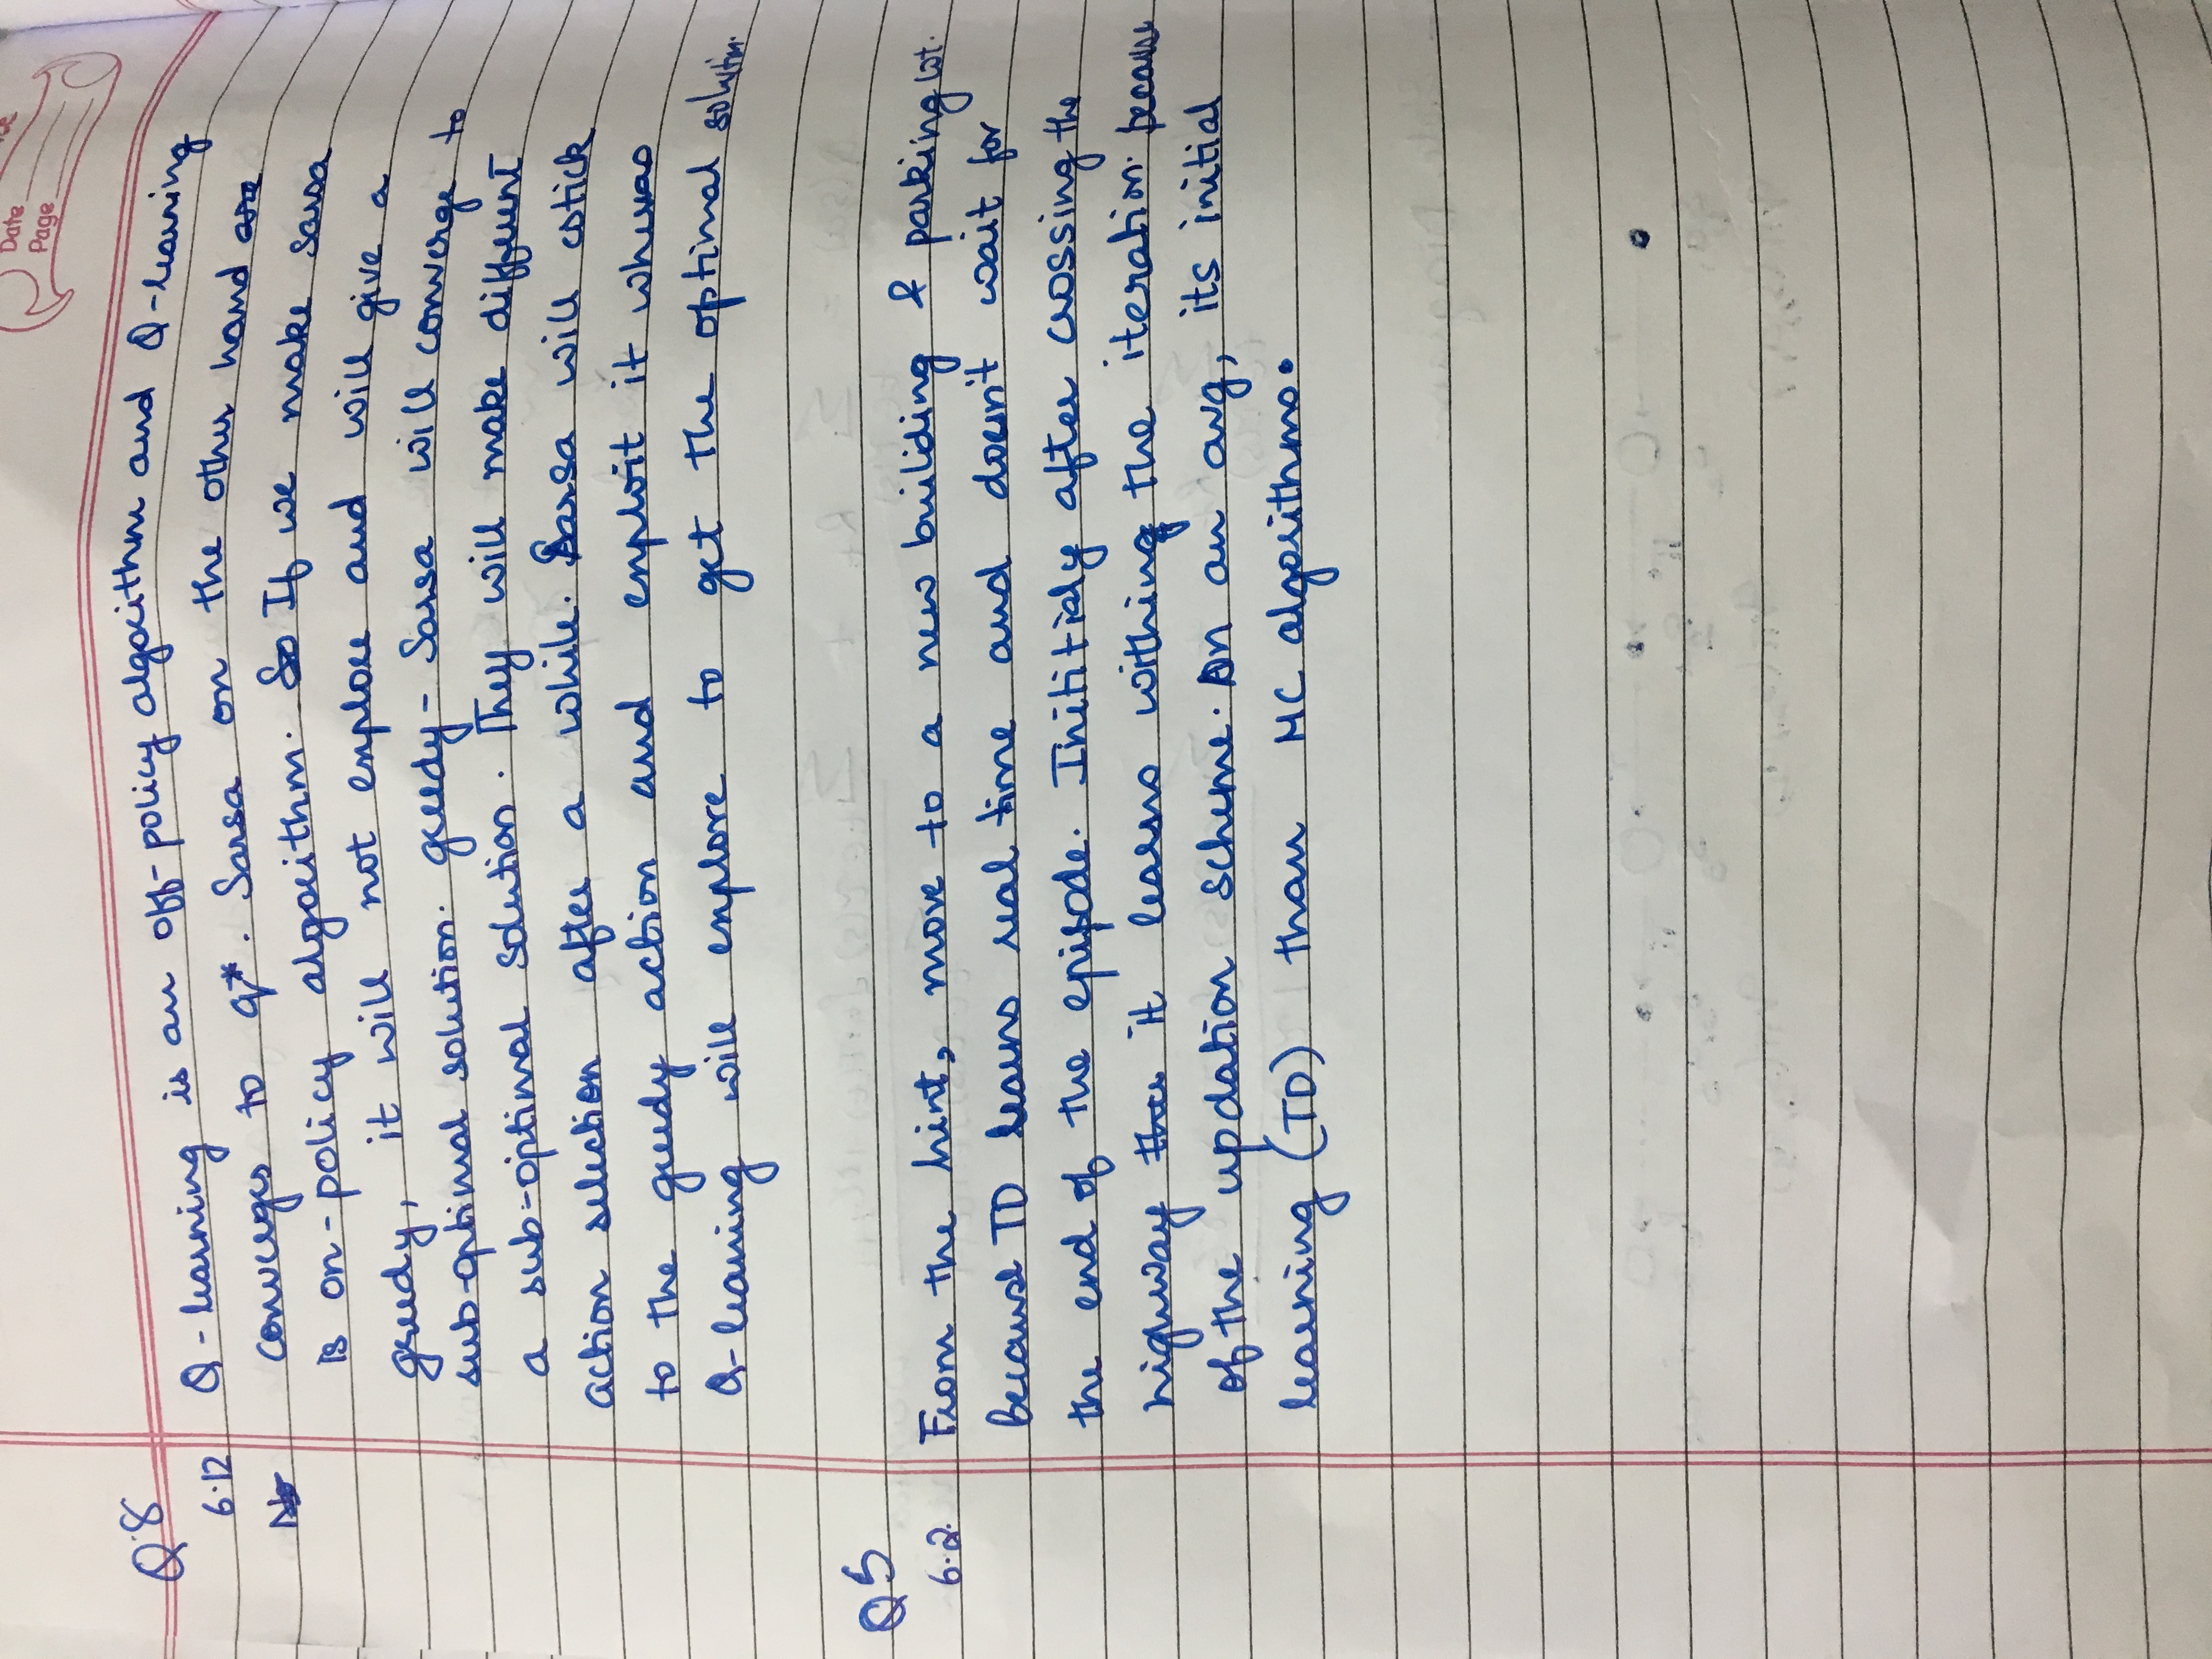 Date
Page
Q8
6.12 Q-learning is an off-policy algorithm and Q-learning
converges to q*. Sarsa on the other hand are
is on-policy algorithm. So If we make sarsa
greedy, it will not explore and will give a
sub-optimal solution. greedy-Sarsa will converge to
a sub-optimal solution. They will make different
action selection after a while. Sarsa will stick
to the greedy action and exploit it whereas
Q-learning will explore to get the optimal solution.
Q5
6.2. From the hint, move to a new building & parking lot.
Because TD learns real time and doesn't wait for
the end of the episode. Inititialy after crossing the
highway it learns withing the iteration. because
of the updation scheme. On an avg, its initial
learning (TD) than MC algorithms.